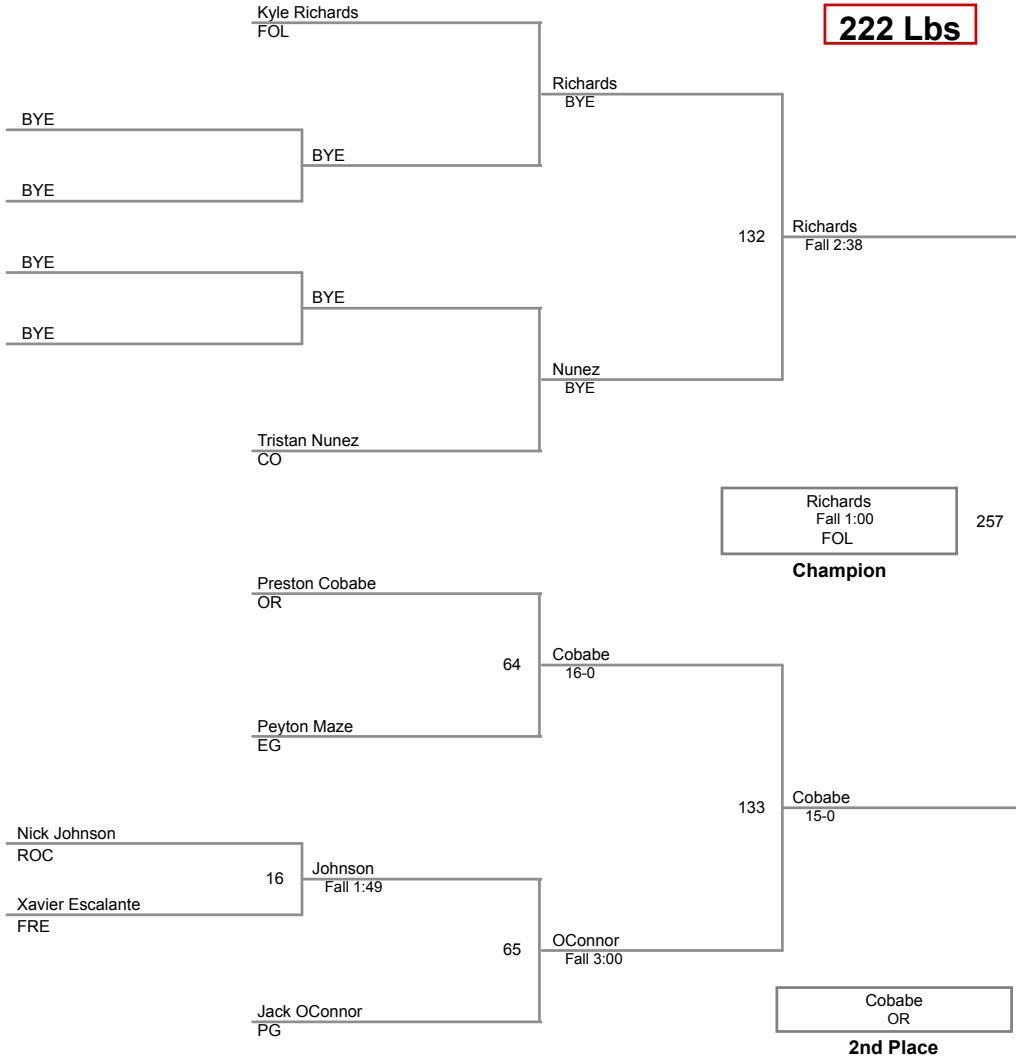 Kyle Richards
FOL
222 Lbs
Richards
BYE
BYE
BYE
BYE
132
Richards
Fall 2:38
BYE
BYE
BYE
Nunez
BYE
Tristan Nunez
CO
Richards
Fall 1:00
FOL
257
Champion
Preston Cobabe
OR
64
Cobabe
16-0
Peyton Maze
EG
133
Cobabe
15-0
Nick Johnson
ROC
16
Johnson
Fall 1:49
Xavier Escalante
FRE
65
OConnor
Fall 3:00
Jack OConnor
PG
Cobabe
OR
2nd Place